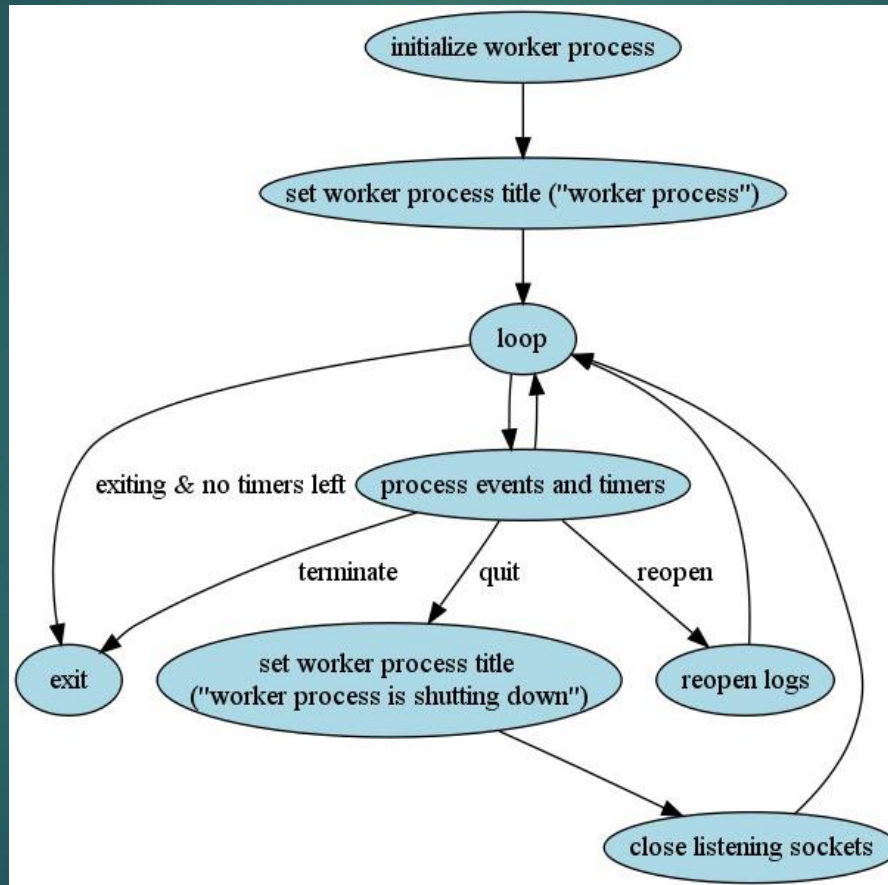 initialize worker process
set worker process title ("worker process")
loop
exiting & no timers left
process events and timers
terminate
quit
reopen
exit
set worker process title
("worker process is shutting down")
reopen logs
close listening sockets